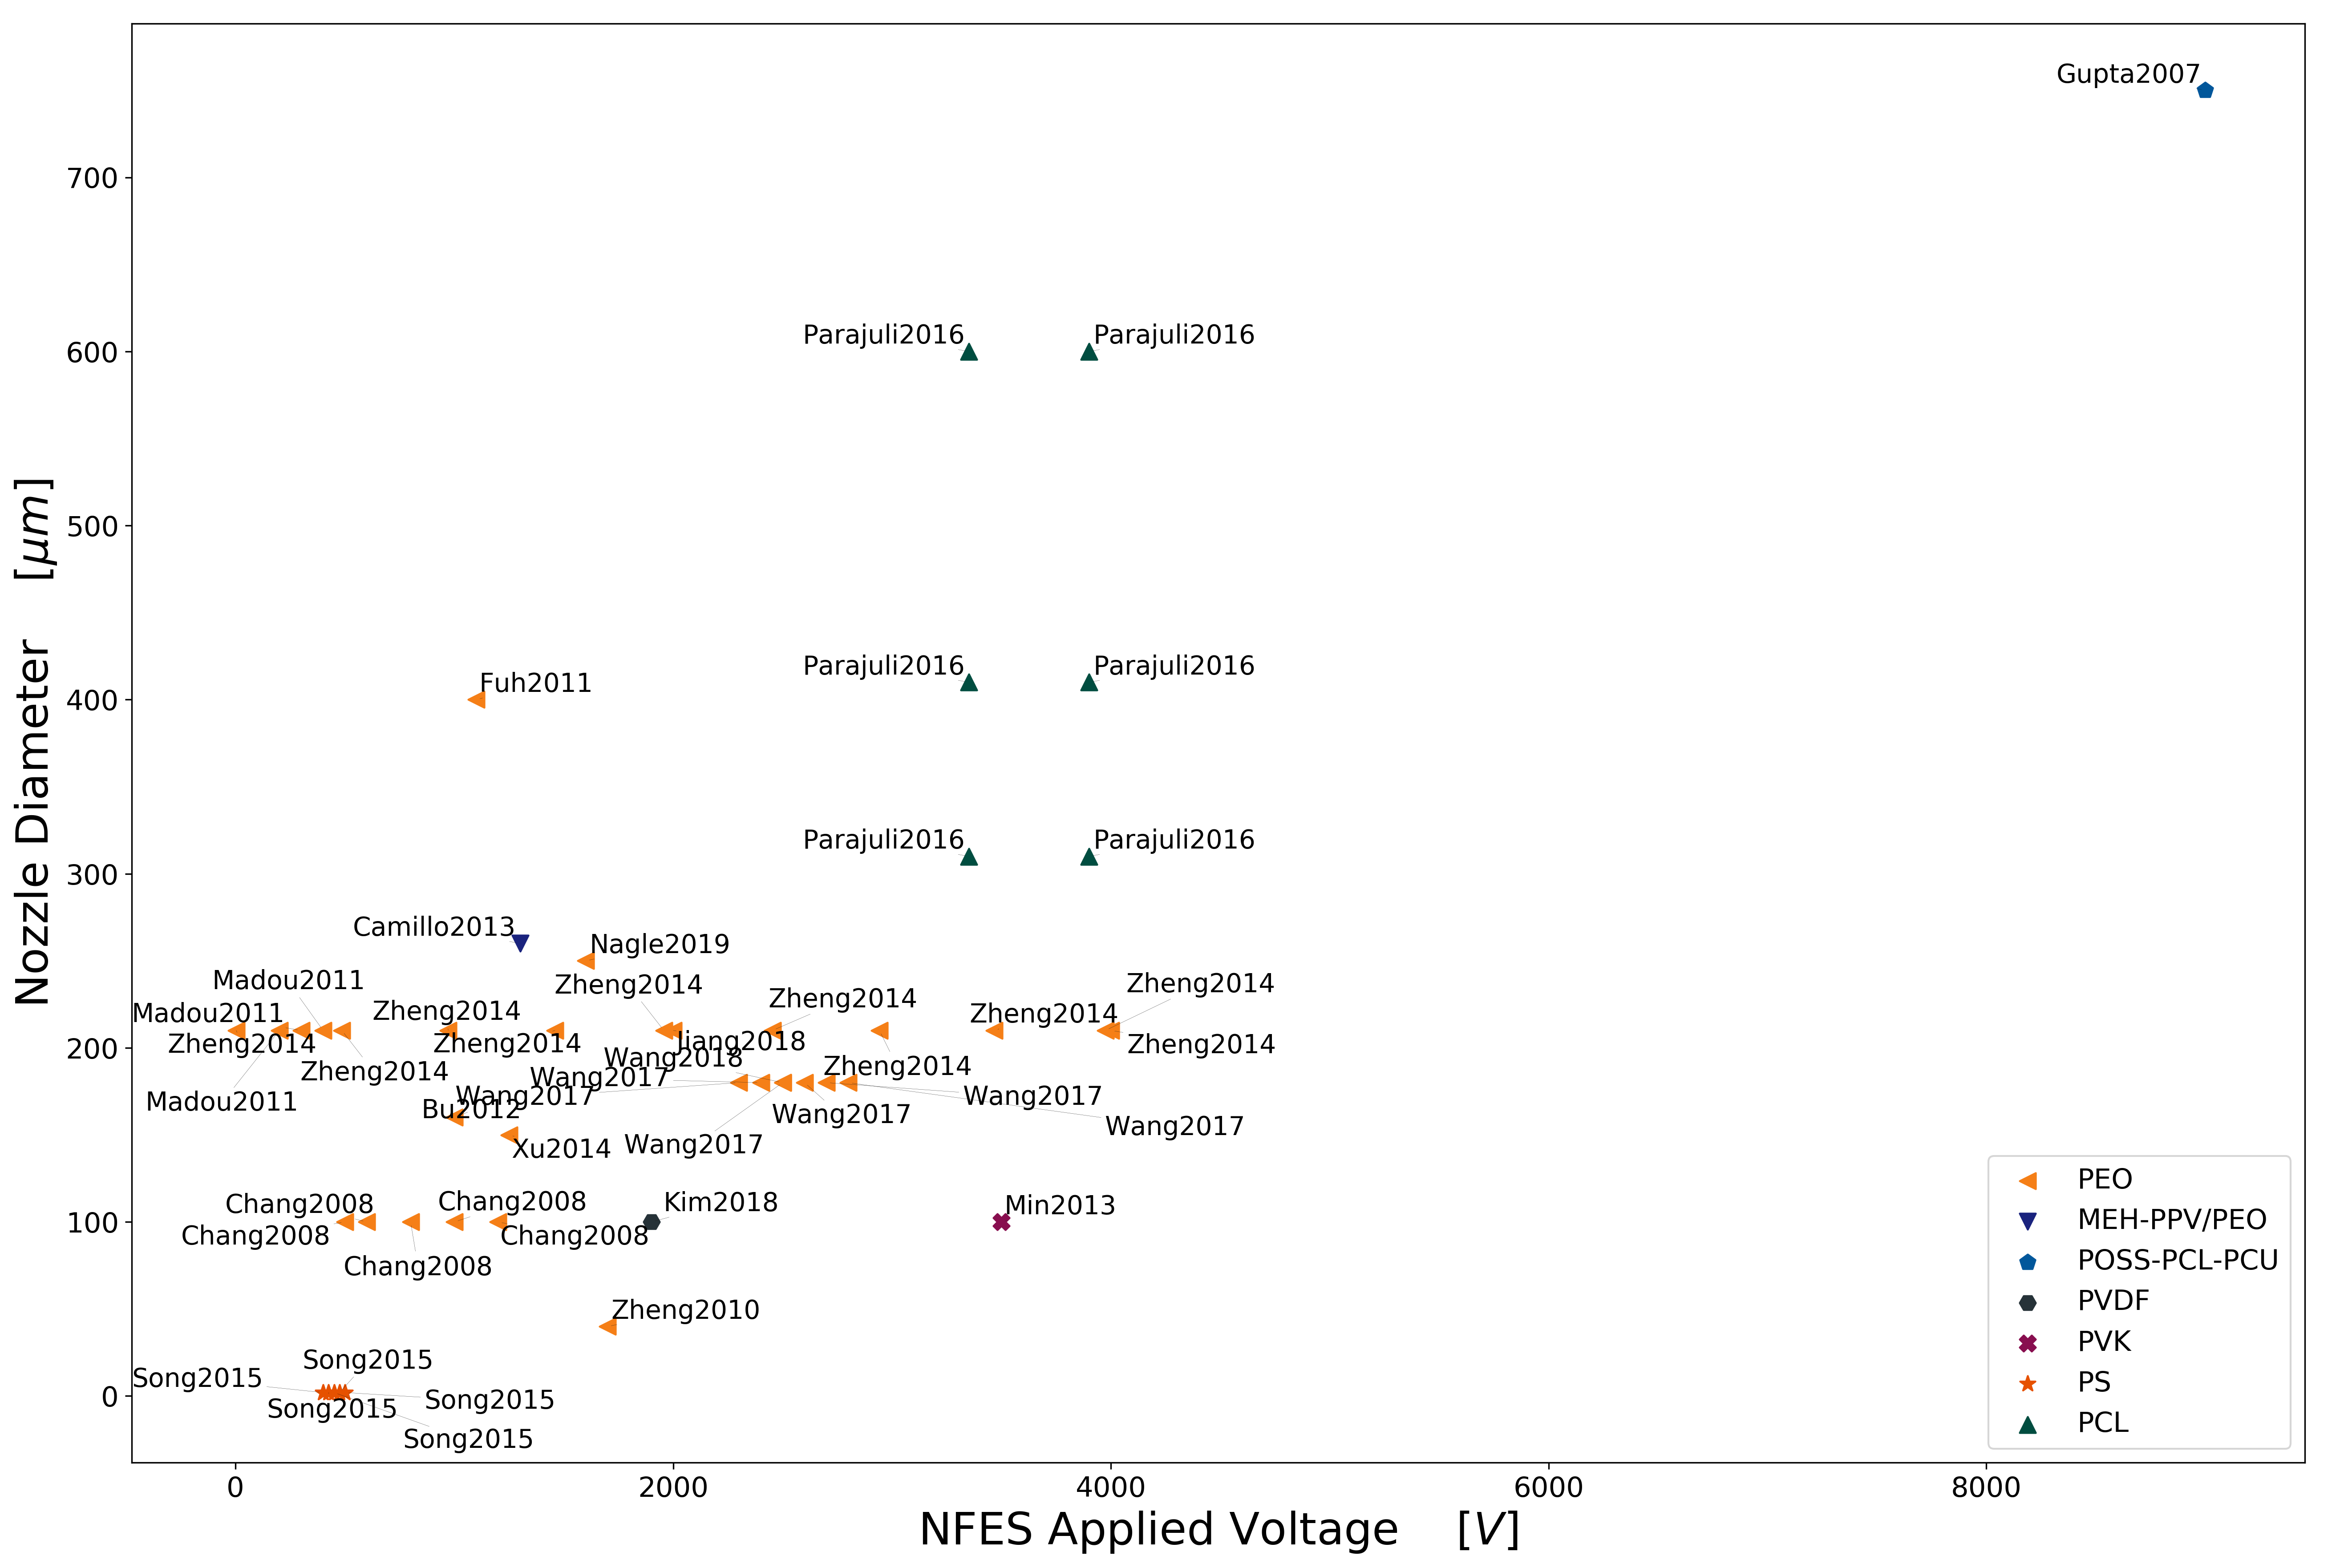 Gupta2007
700
Parajuli2016 Parajuli2016
600
500
Parajuli2016 Parajuli2016
Fuh2011
400
Parajuli2016 Parajuli2016
300
Camillo2013
Nagle2019
Madou2011 Zheng2014 Zheng2014
Zheng2014
Madou2011 Zheng2014 Zheng2014
Zheng2014 Zheng2014 Jiang2018 Zheng2014
200
Wang2018
Zheng2014 Wang2017 Zheng2014
Madou2011 Wang2017 Wang2017
Bu2012 Wang2017 Wang2017
Xu2014 Wang2017
Chang2008 Chang2008 Kim2018 Min2013
100
Chang2008 Chang2008
Chang2008
Zheng2010
Song2015
Song2015
0
Song2015
Song2015
Song2015
0 2000 4000 6000 8000
NFES Applied Voltage [V]
Nozzle Diameter [μm]
PEO
MEH-PPV/PEO
POSS-PCL-PCU
PVDF
PVK
PS
PCL